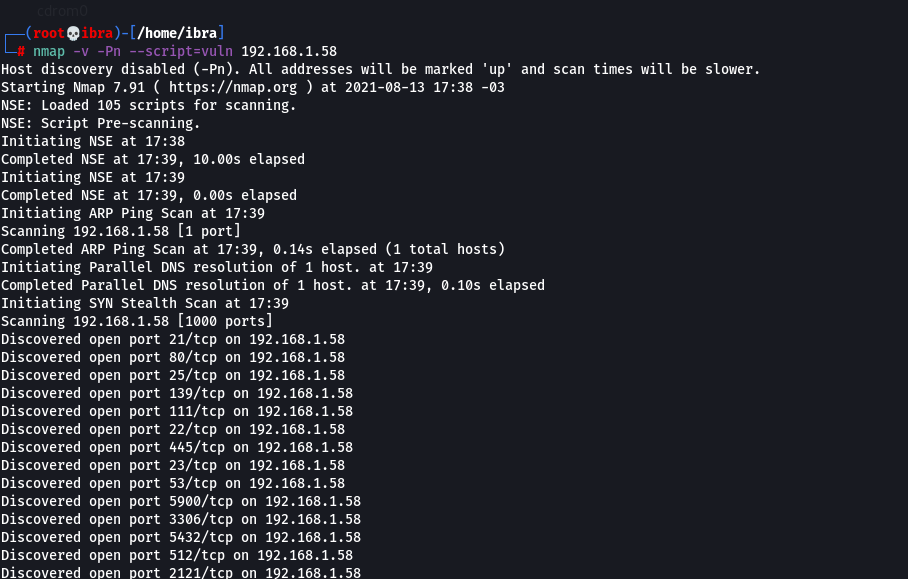 cdrom0
┌──(root💀ibra)-[/home/ibra]
└─# nmap -v -Pn --script=vuln 192.168.1.58
Host discovery disabled (-Pn). All addresses will be marked 'up' and scan times will be slower.
Starting Nmap 7.91 ( https://nmap.org ) at 2021-08-13 17:38 -03
NSE: Loaded 105 scripts for scanning.
NSE: Script Pre-scanning.
Initiating NSE at 17:38
Completed NSE at 17:39, 10.00s elapsed
Initiating NSE at 17:39
Completed NSE at 17:39, 0.00s elapsed
Initiating ARP Ping Scan at 17:39
Scanning 192.168.1.58 [1 port]
Completed ARP Ping Scan at 17:39, 0.14s elapsed (1 total hosts)
Initiating Parallel DNS resolution of 1 host. at 17:39
Completed Parallel DNS resolution of 1 host. at 17:39, 0.10s elapsed
Initiating SYN Stealth Scan at 17:39
Scanning 192.168.1.58 [1000 ports]
Discovered open port 21/tcp on 192.168.1.58
Discovered open port 80/tcp on 192.168.1.58
Discovered open port 25/tcp on 192.168.1.58
Discovered open port 139/tcp on 192.168.1.58
Discovered open port 111/tcp on 192.168.1.58
Discovered open port 22/tcp on 192.168.1.58
Discovered open port 445/tcp on 192.168.1.58
Discovered open port 23/tcp on 192.168.1.58
Discovered open port 53/tcp on 192.168.1.58
Discovered open port 5900/tcp on 192.168.1.58
Discovered open port 3306/tcp on 192.168.1.58
Discovered open port 5432/tcp on 192.168.1.58
Discovered open port 512/tcp on 192.168.1.58
Discovered open port 2121/tcp on 192.168.1.58